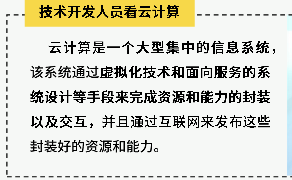 技术开发人员看云计算
云计算是一个大型集中的信息系统，
该系统通过虚拟化技术和面向服务的系
统设计等手段来完成资源和能力的封装
以及交互，并且通过互联网来发布这些
封装好的资源和能力。